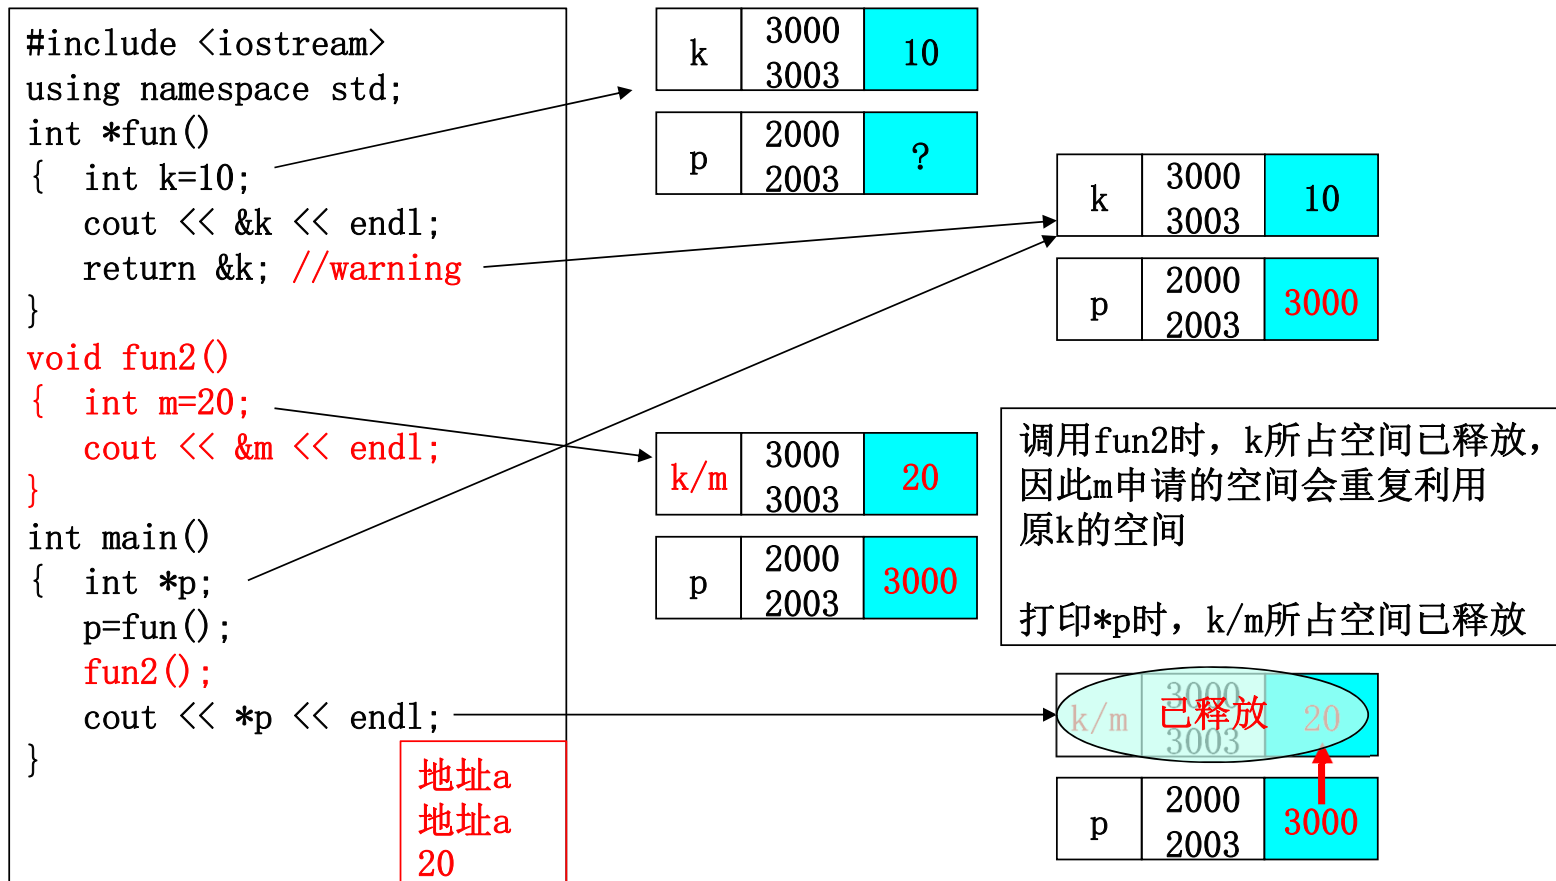 #include <iostream>
using namespace std;
int *fun()
{  int k=10;
   cout << &k << endl;
   return &k; //warning
}
void fun2()
{  int m=20;
   cout << &m << endl;
}
int main()
{  int *p;
   p=fun();
   fun2();
   cout << *p << endl;
}
地址a
地址a
20
k 3000 3003 10
p 2000 2003 ?
k 3000 3003 10
p 2000 2003 3000
k/m 3000 3003 20
p 2000 2003 3000
调用fun2时，k所占空间已释放，
因此m申请的空间会重复利用
原k的空间
打印*p时，k/m所占空间已释放
k/m 3000 3003 20
已释放
p 2000 2003 3000